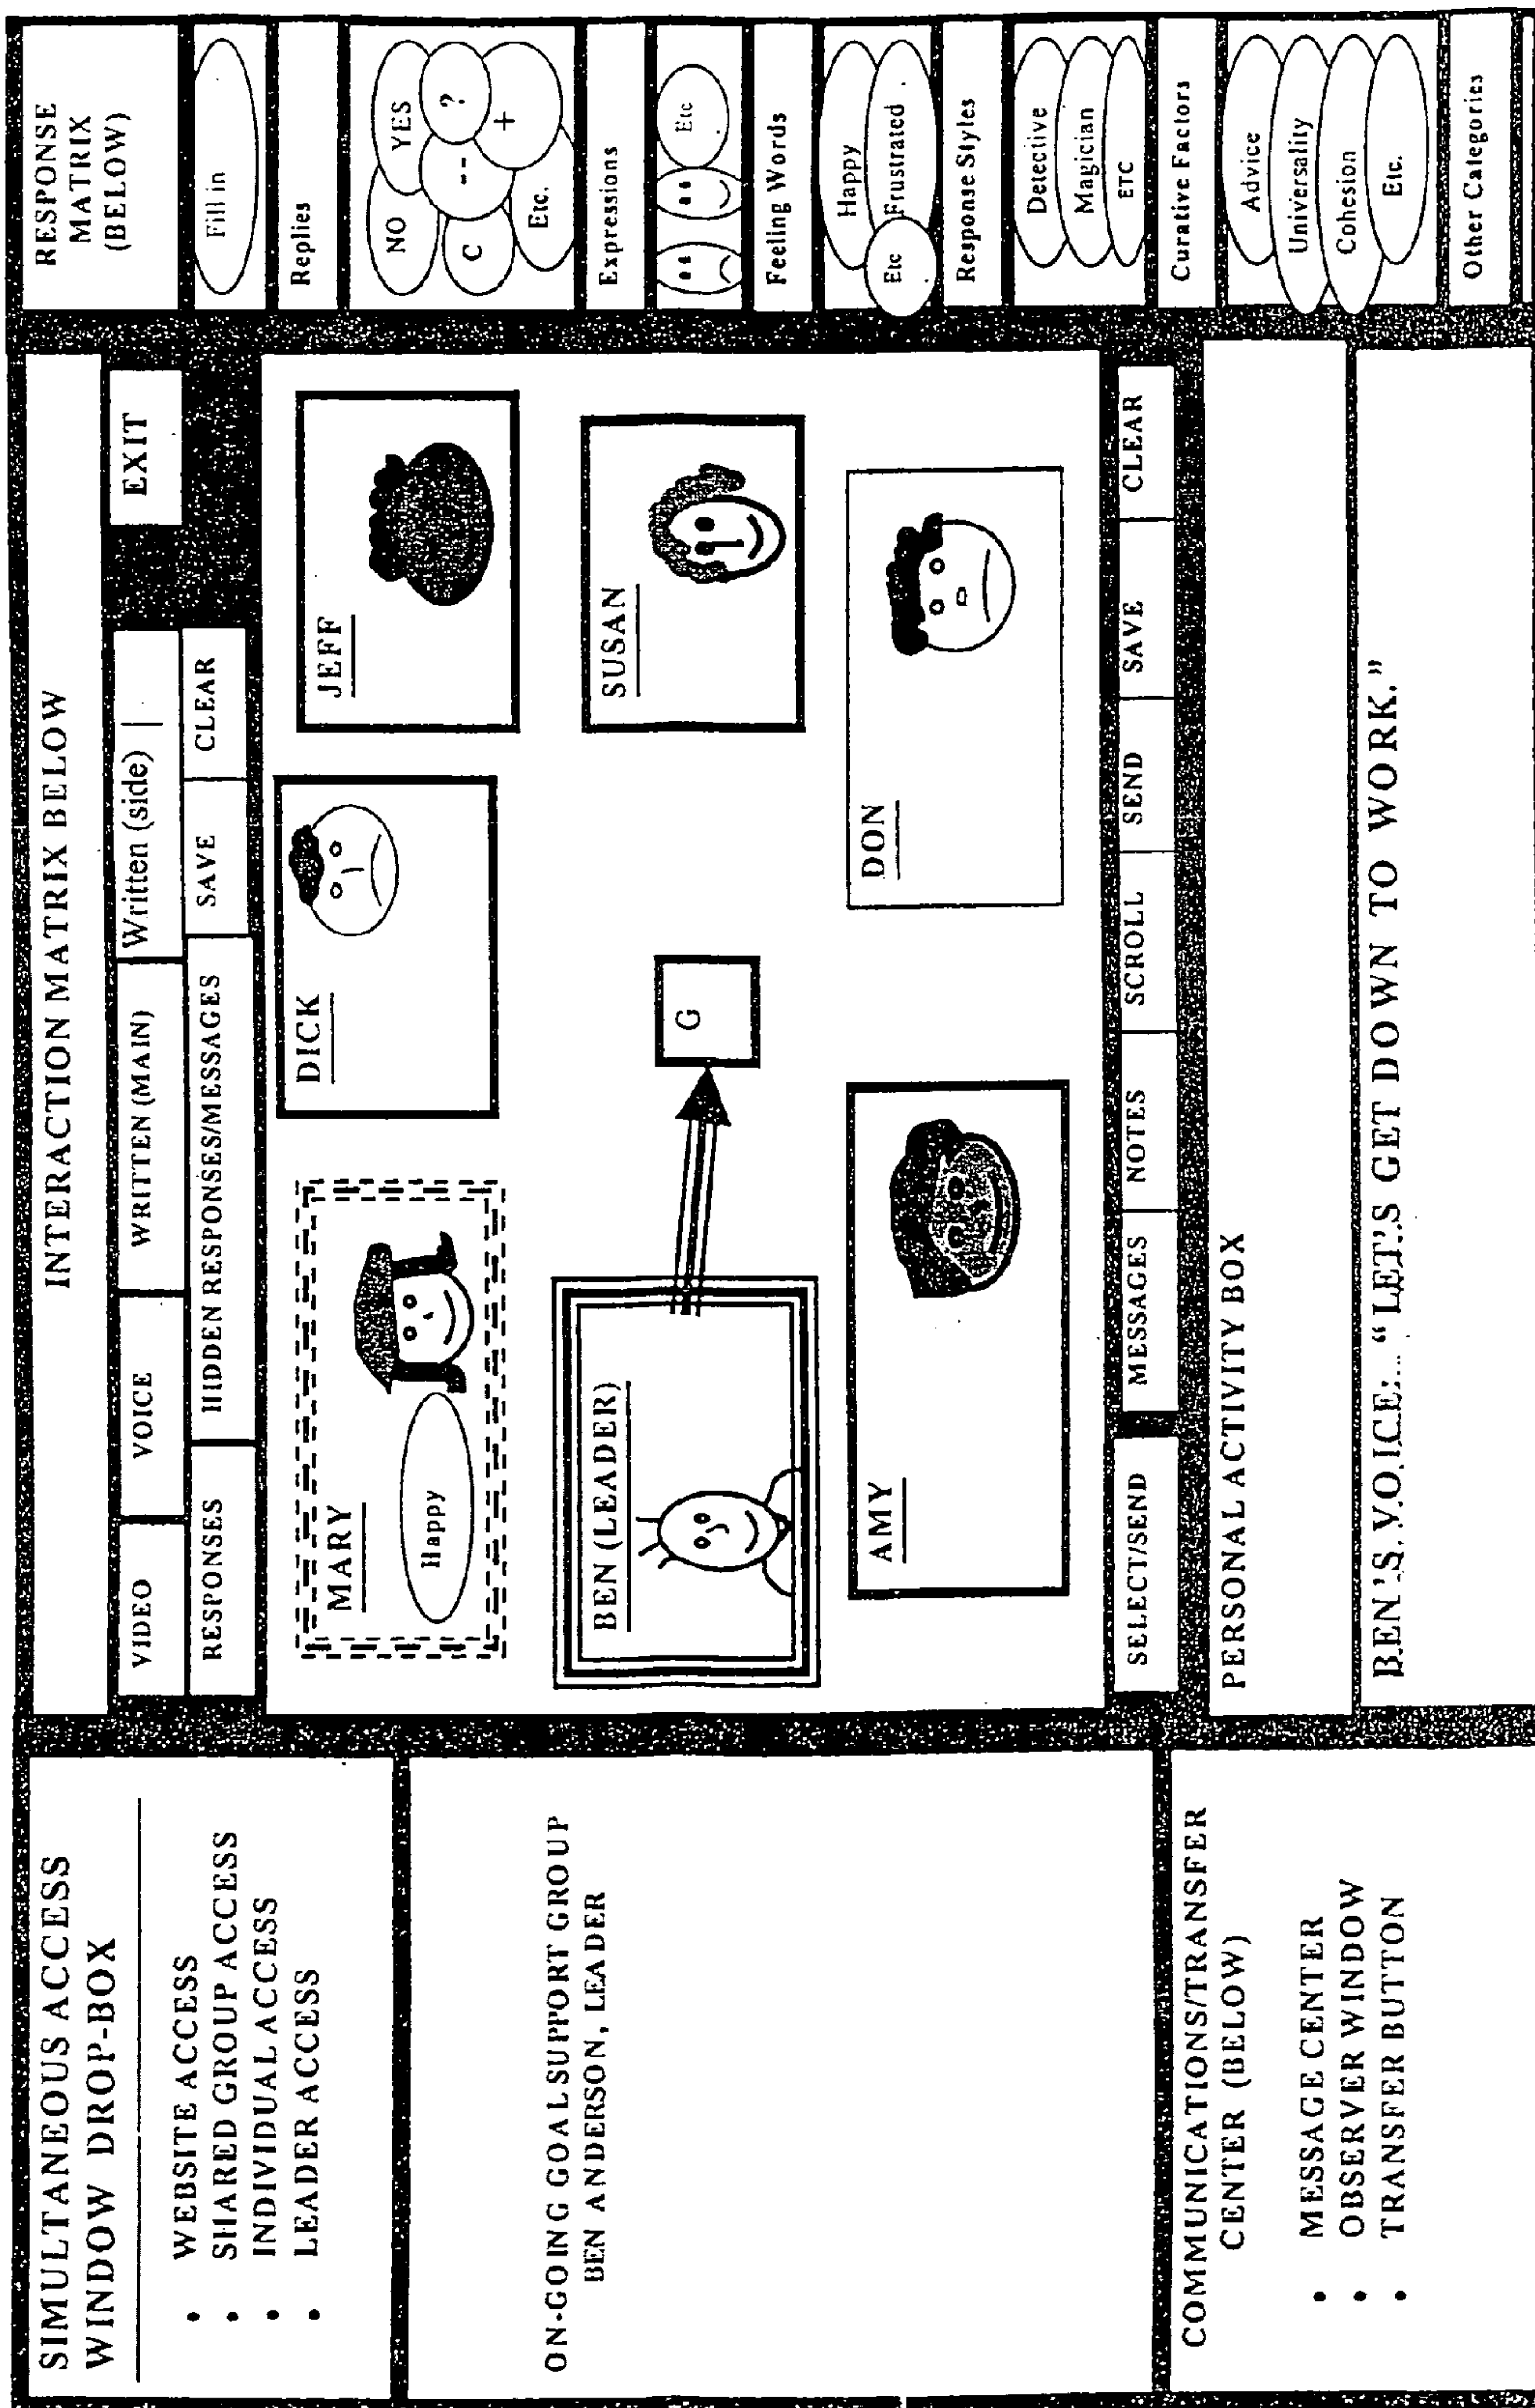 SIMULTANEOUS ACCESS
WINDOW DROP-BOX
• WEBSITE ACCESS
• SHARED GROUP ACCESS
• INDIVIDUAL ACCESS
• LEADER ACCESS
ON-GOING GOAL SUPPORT GROUP
BEN ANDERSON, LEADER
COMMUNICATIONS/TRANSFER
CENTER (BELOW)
• MESSAGE CENTER
• OBSERVER WINDOW
• TRANSFER BUTTON
INTERACTION MATRIX BELOW
VIDEO VOICE WRITTEN (MAIN) Written (side) EXIT
RESPONSES HIDDEN RESPONSES/MESSAGES SAVE CLEAR
MARY
Happy
DICK
JEFF
BEN (LEADER)
G
SUSAN
AMY
DON
SELECT/SEND MESSAGES NOTES SCROLL SEND SAVE CLEAR
PERSONAL ACTIVITY BOX
BEN'S VOICE: "LET'S GET DOWN TO WORK."
RESPONSE
MATRIX
(BELOW)
Fill in
Replies
NO YES
C -- ?
Etc. +
Expressions
Etc
Feeling Words
Happy
Etc Frustrated
Response Styles
Detective
Magician
ETC
Curative Factors
Advice
Universality
Cohesion
Etc.
Other Categories